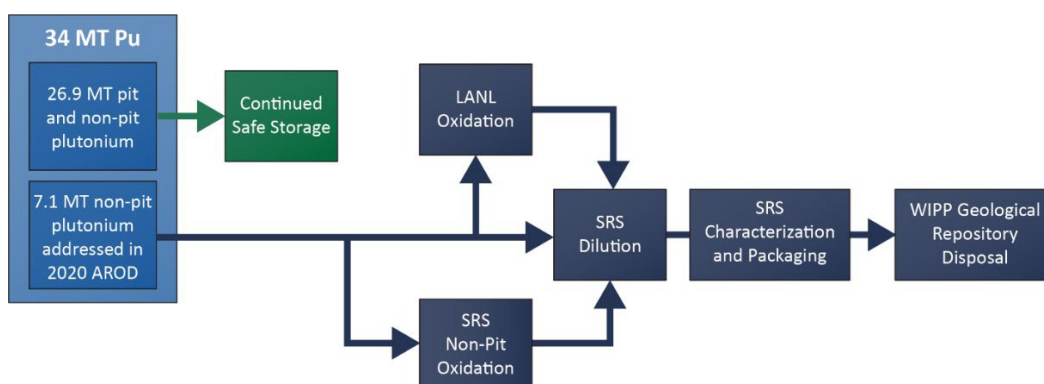 34 MT Pu
26.9 MT pit
and non-pit
plutonium
Continued
Safe Storage
7.1 MT non-pit
plutonium
addressed in
2020 AROD
LANL
Oxidation
SRS
Non-Pit
Oxidation
SRS
Dilution
SRS
Characterization
and Packaging
WIPP Geological
Repository
Disposal